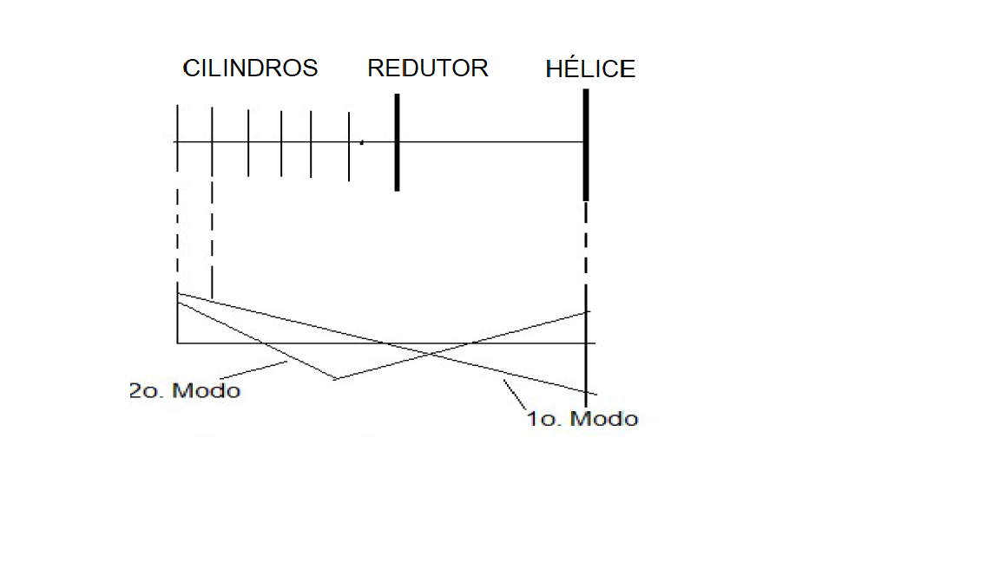 CILINDROS REDUTOR HÉLICE
2o. Modo
1o. Modo